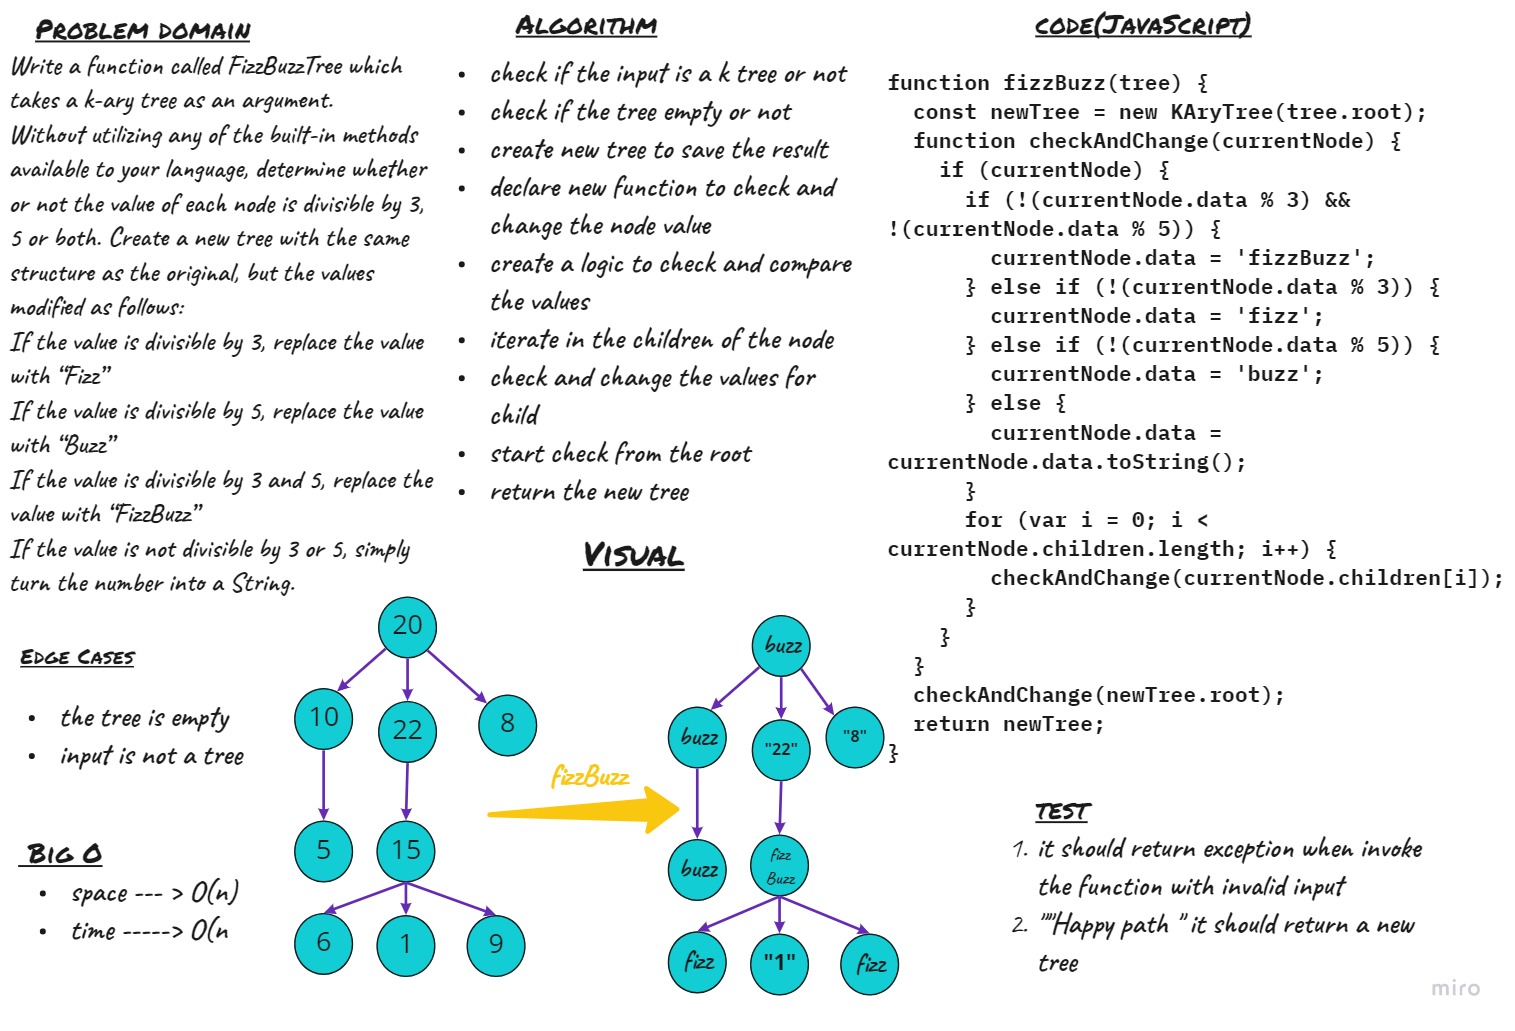 Problem domain
Write a function called FizzBuzzTree which
takes a k-ary tree as an argument.
Without utilizing any of the built-in methods
available to your language, determine whether
or not the value of each node is divisible by 3,
5 or both. Create a new tree with the same
structure as the original, but the values
modified as follows:
If the value is divisible by 3, replace the value
with “Fizz”
If the value is divisible by 5, replace the value
with “Buzz”
If the value is divisible by 3 and 5, replace the
value with “FizzBuzz”
If the value is not divisible by 3 or 5, simply
turn the number into a String.
Edge Cases
• the tree is empty
• input is not a tree
Big O
• space --- > O(n)
• time -----> O(n
Algorithm
• check if the input is a k tree or not
• check if the tree empty or not
• create new tree to save the result
• declare new function to check and
change the node value
• create a logic to check and compare
the values
• iterate in the children of the node
• check and change the values for
child
• start check from the root
• return the new tree
Visual
20
10
22
8
5
15
6
1
9
fizzBuzz
buzz
buzz
"22"
"8"
buzz
fizz
Buzz
fizz
"1"
fizz
code(JavaScript)
function fizzBuzz(tree) {
const newTree = new KAryTree(tree.root);
function checkAndChange(currentNode) {
if (currentNode) {
if (!(currentNode.data % 3) &&
!(currentNode.data % 5)) {
currentNode.data = 'fizzBuzz';
} else if (!(currentNode.data % 3)) {
currentNode.data = 'fizz';
} else if (!(currentNode.data % 5)) {
currentNode.data = 'buzz';
} else {
currentNode.data =
currentNode.data.toString();
}
for (var i = 0; i <
currentNode.children.length; i++) {
checkAndChange(currentNode.children[i]);
}
}
}
checkAndChange(newTree.root);
return newTree;
}
test
1. it should return exception when invoke
the function with invalid input
2. """Happy path " it should return a new
tree
miro